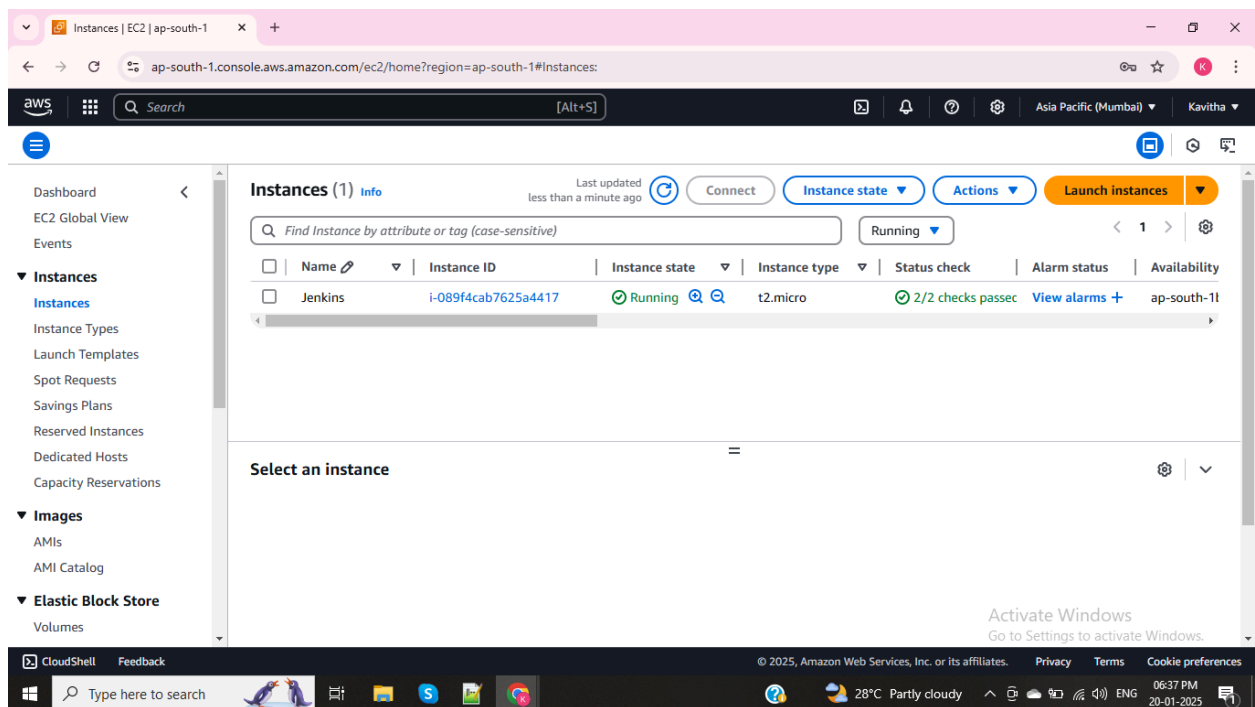 Instances | EC2 | ap-south-1
ap-south-1.console.aws.amazon.com/ec2/home?region=ap-south-1#Instances:
K
aws
Search
[Alt+S]
Asia Pacific (Mumbai)
Kavitha
Dashboard
EC2 Global View
Events
Instances
Instances
Instance Types
Launch Templates
Spot Requests
Savings Plans
Reserved Instances
Dedicated Hosts
Capacity Reservations
Images
AMIs
AMI Catalog
Elastic Block Store
Volumes
Instances (1) Info
Last updated
less than a minute ago
Connect
Instance state
Actions
Launch instances
Find Instance by attribute or tag (case-sensitive)
Running
1
Name Instance ID Instance state Instance type Status check Alarm status Availability
Jenkins i-089f4cab7625a4417 Running t2.micro 2/2 checks passec View alarms + ap-south-1
Select an instance
Activate Windows
Go to Settings to activate Windows.
CloudShell Feedback © 2025, Amazon Web Services, Inc. or its affiliates. Privacy Terms Cookie preferences
Type here to search
28°C Partly cloudy
ENG
06:37 PM
20-01-2025
1